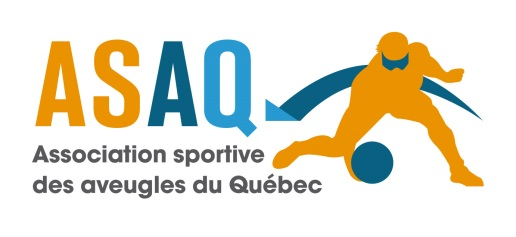 ASAQ
Association sportive
des aveugles du Québec